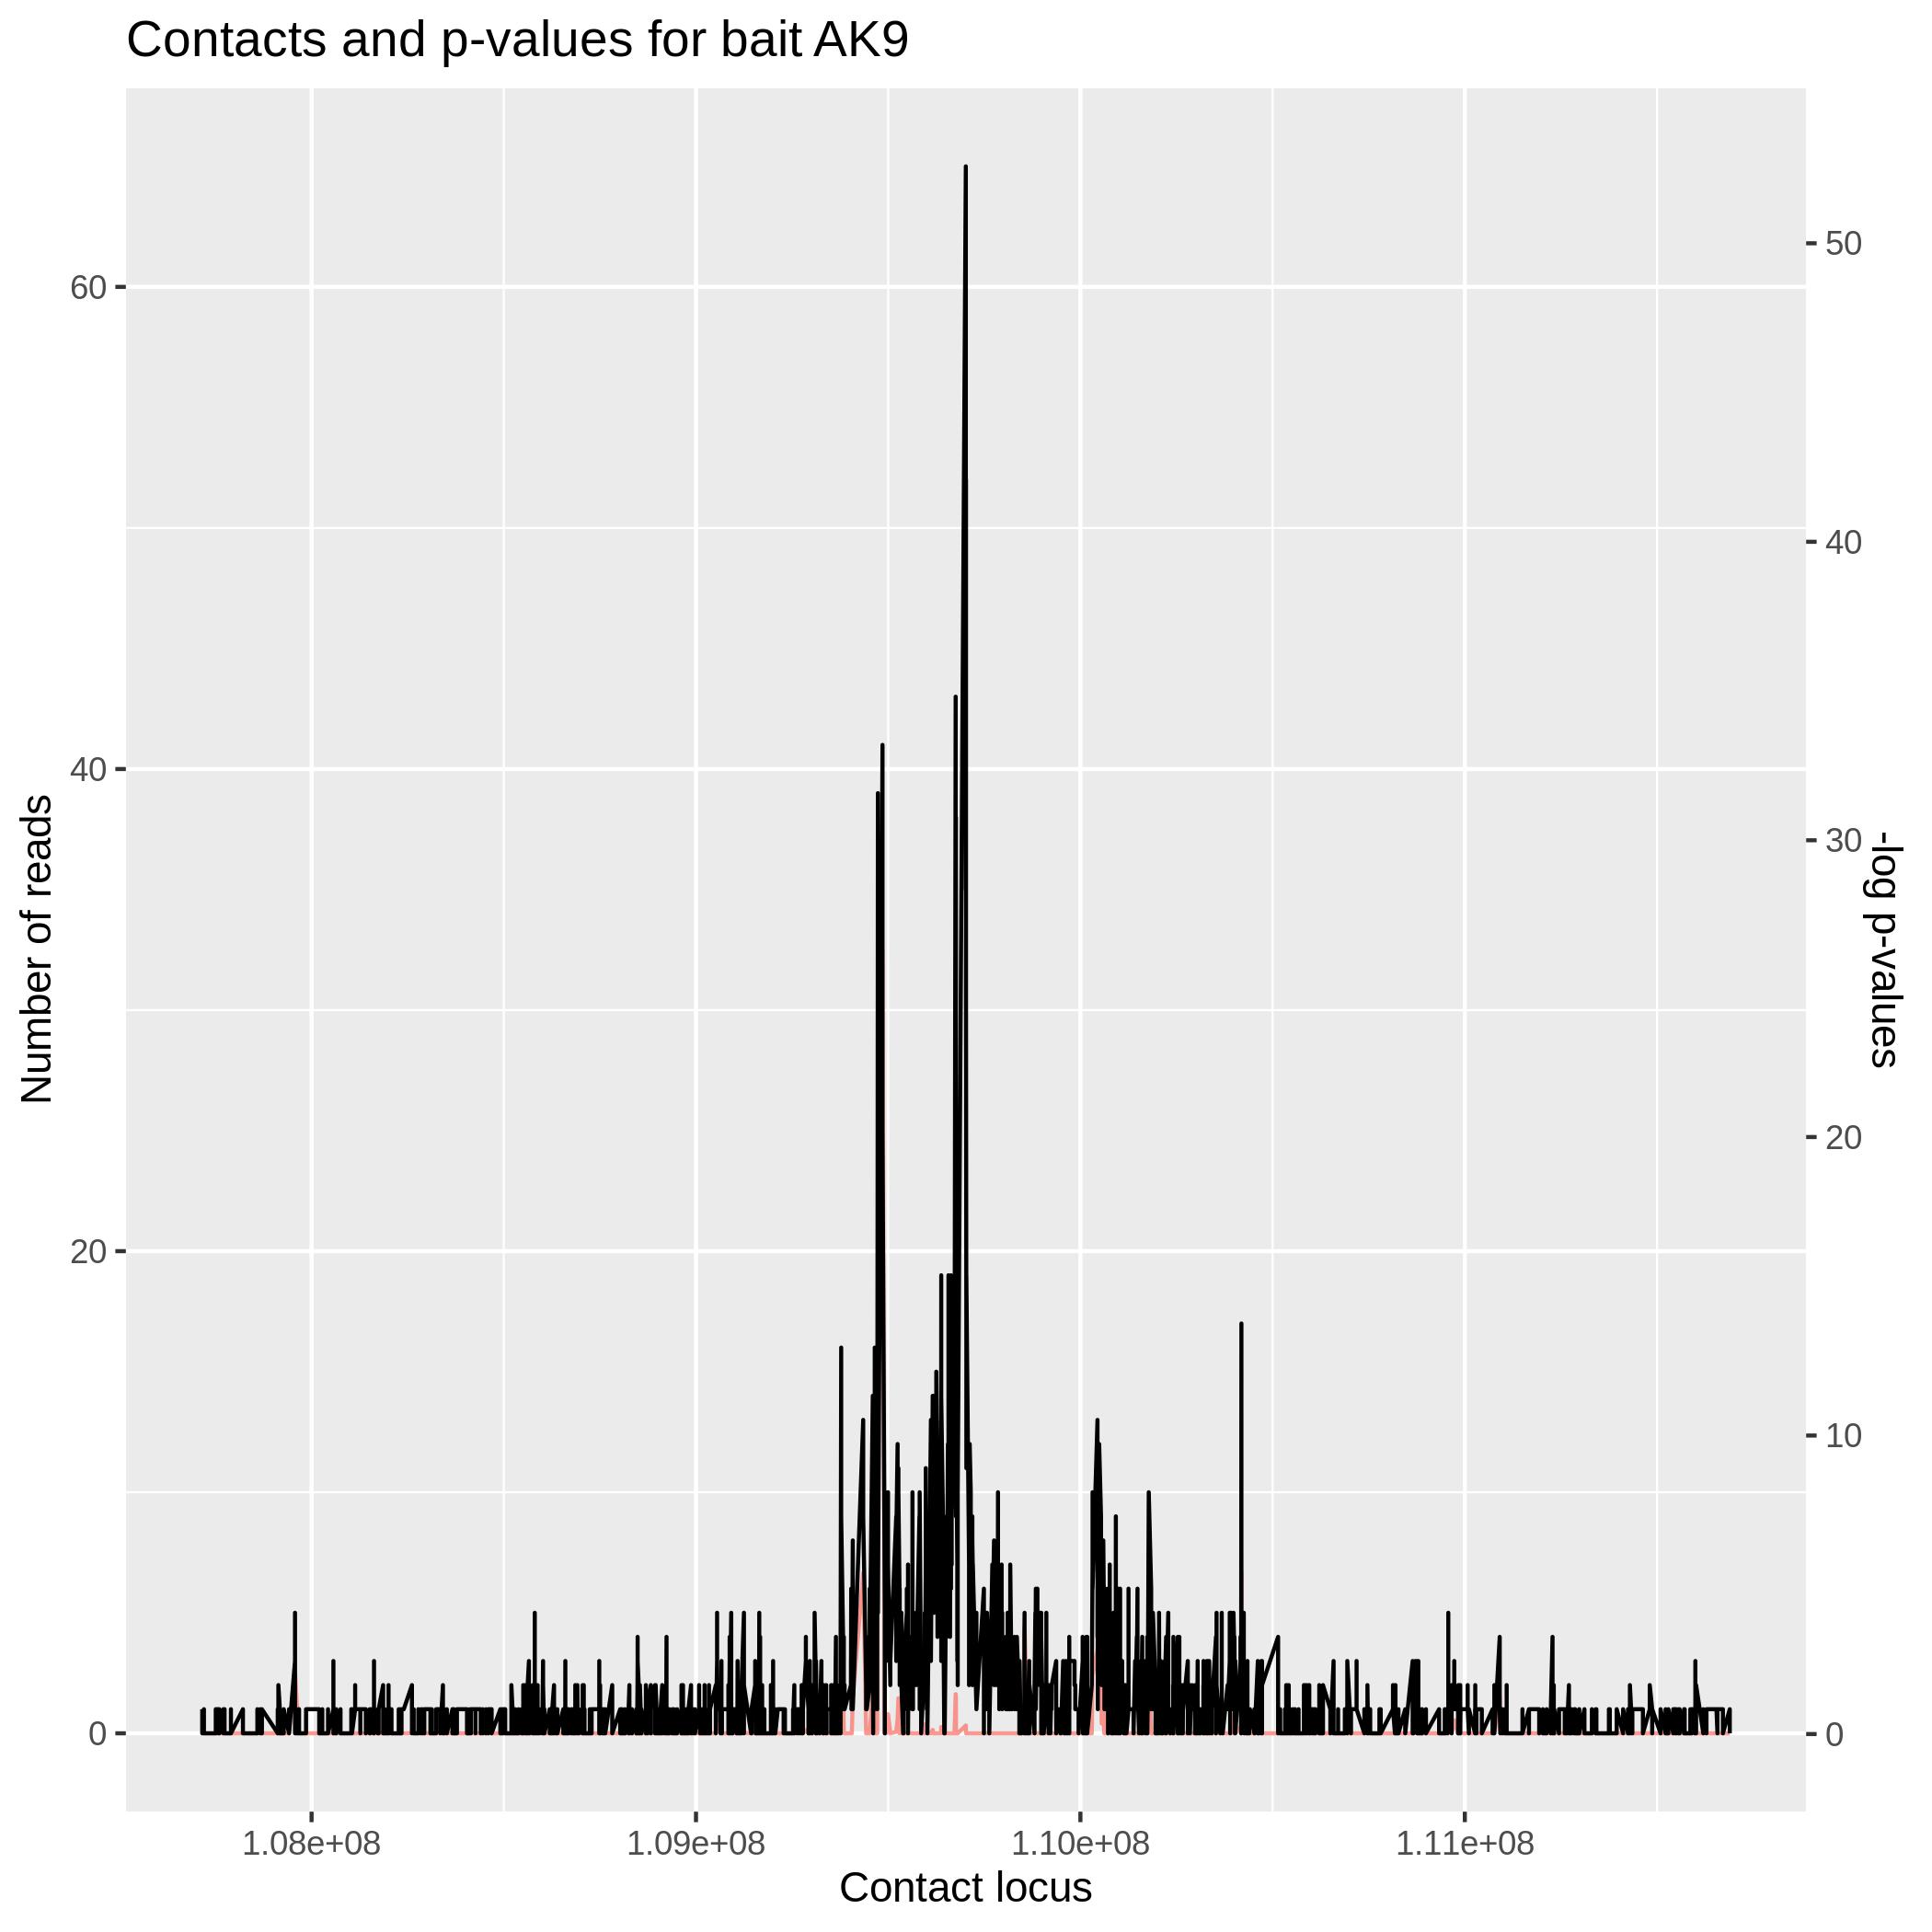 Contacts and p-values for bait AK9
Number of reads
60
40
20
0
50
40
30
20
10
0
-log p-values
1.08e+08
1.09e+08
1.10e+08
1.11e+08
Contact locus